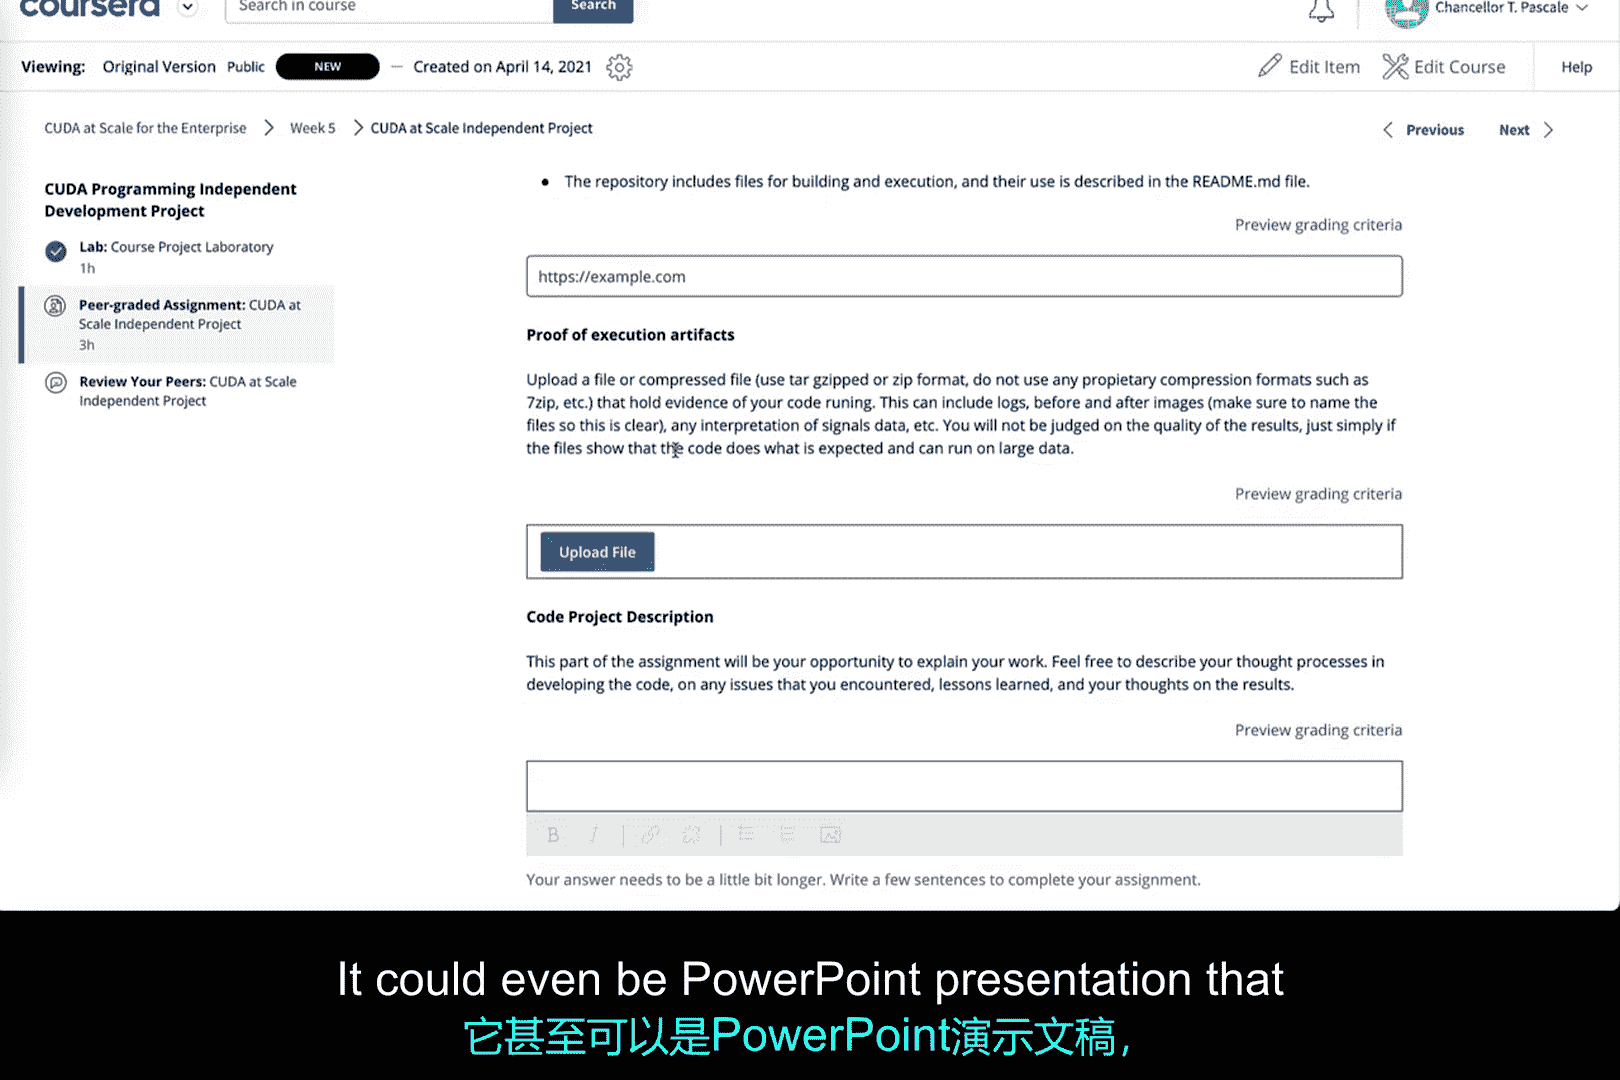 coursera
Search in course
Search
Chancellor T. Pascale
Viewing: Original Version Public NEW — Created on April 14, 2021
Edit Item
Edit Course
Help
CUDA at Scale for the Enterprise > Week 5 > CUDA at Scale Independent Project
Previous
Next
CUDA Programming Independent
Development Project
Lab: Course Project Laboratory
1h
Peer-graded Assignment: CUDA at
Scale Independent Project
3h
Review Your Peers: CUDA at Scale
Independent Project
• The repository includes files for building and execution, and their use is described in the README.md file.
Preview grading criteria
https://example.com
Proof of execution artifacts
Upload a file or compressed file (use tar gzipped or zip format, do not use any propietary compression formats such as
7zip, etc.) that hold evidence of your code runing. This can include logs, before and after images (make sure to name the
files so this is clear), any interpretation of signals data, etc. You will not be judged on the quality of the results, just simply if
the files show that the code does what is expected and can run on large data.
Preview grading criteria
Upload File
Code Project Description
This part of the assignment will be your opportunity to explain your work. Feel free to describe your thought processes in
developing the code, on any issues that you encountered, lessons learned, and your thoughts on the results.
Preview grading criteria
B I
Your answer needs to be a little bit longer. Write a few sentences to complete your assignment.
It could even be PowerPoint presentation that
它甚至可以是PowerPoint演示文稿，